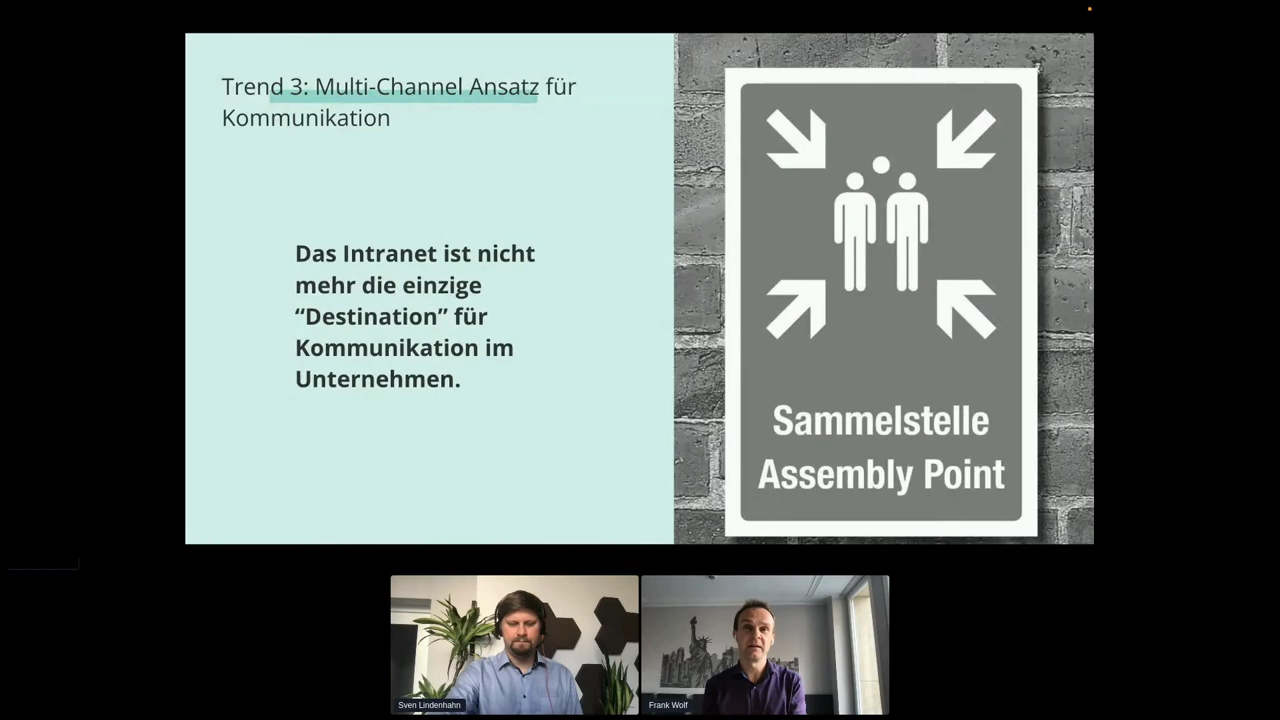 Trend 3: Multi-Channel Ansatz für
Kommunikation
Das Intranet ist nicht
mehr die einzige
“Destination” für
Kommunikation im
Unternehmen.
Sammelstelle
Assembly Point
Sven Lindenhahn
Frank Wolf